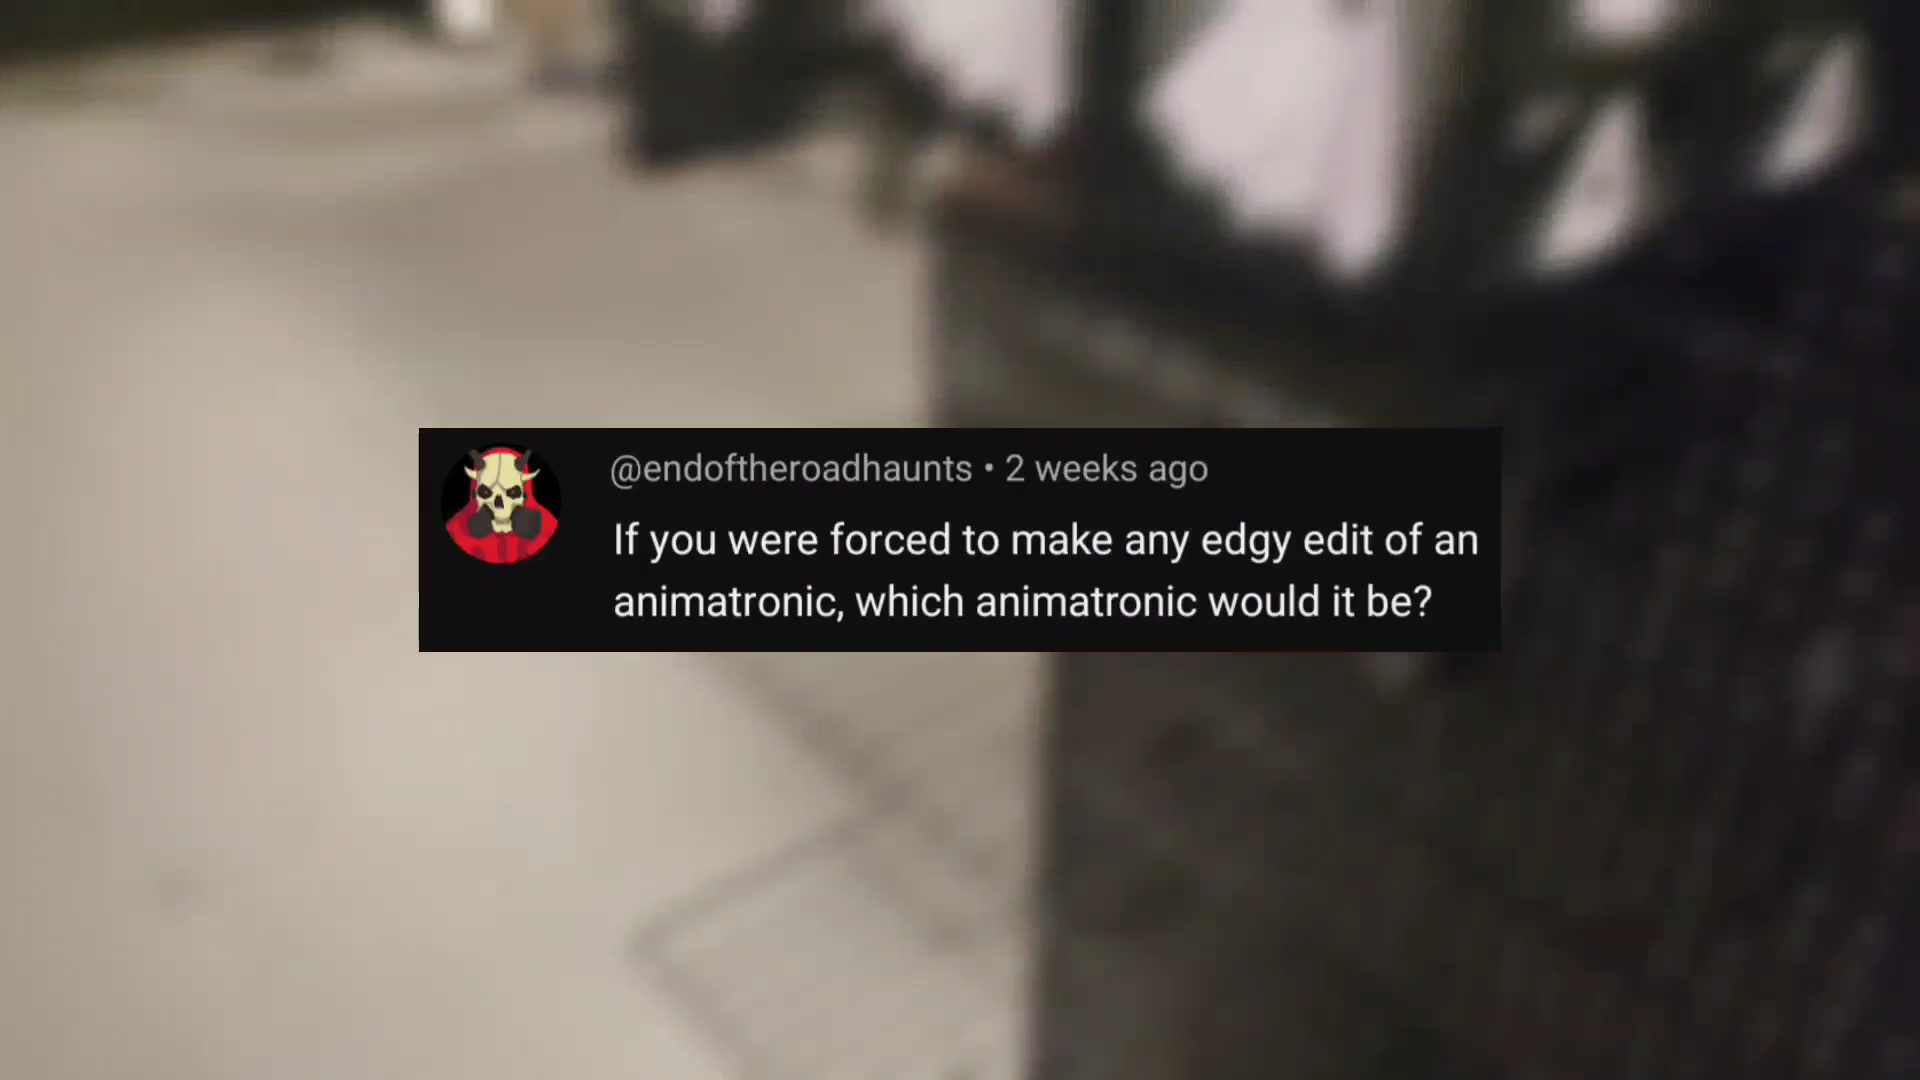 @endoftheroadhaunts • 2 weeks ago
If you were forced to make any edgy edit of an
animatronic, which animatronic would it be?